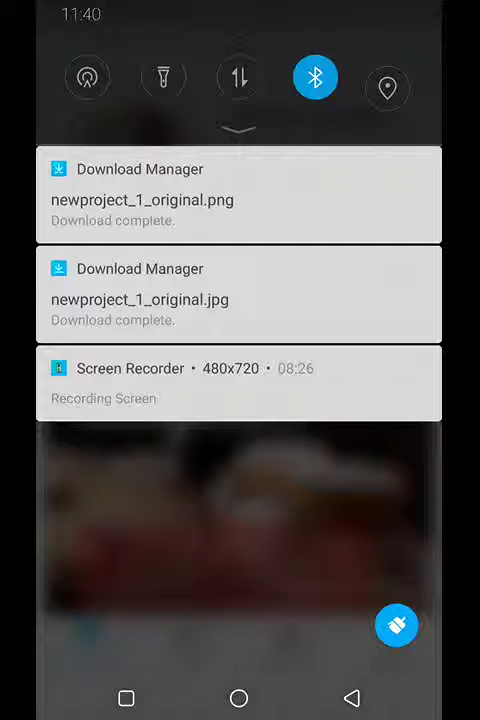 11:40
Download Manager
newproject_1_original.png
Download complete.
Download Manager
newproject_1_original.jpg
Download complete.
Screen Recorder • 480x720 • 08:26
Recording Screen